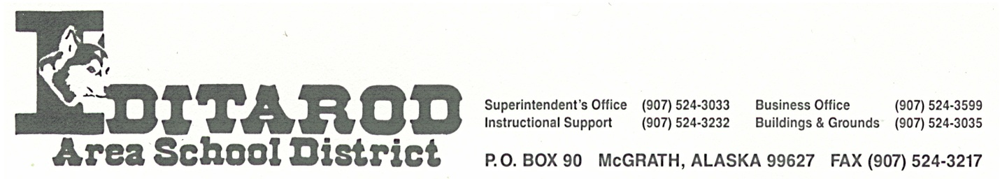 IDITAROD
Area School District
Superintendent's Office (907) 524-3033 Business Office (907) 524-3599
Instructional Support (907) 524-3232 Buildings & Grounds (907) 524-3035
P.O. BOX 90 McGRATH, ALASKA 99627 FAX (907) 524-3217